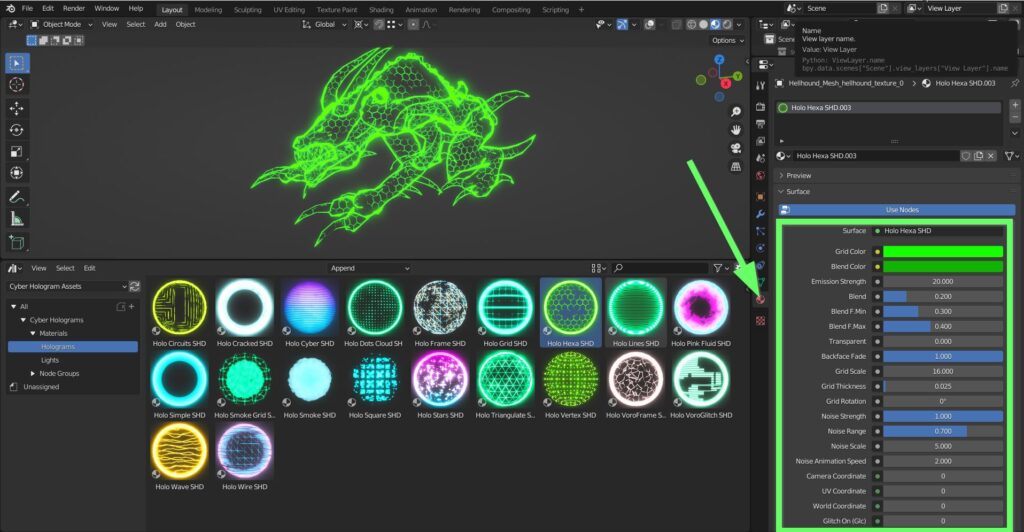 File Edit Render Window Help Layout Modeling Sculpting UV Editing Texture Paint Shading Animation Rendering Compositing Scripting + Scene View Layer
Object Mode View Select Add Object Global
Options
Name
View layer name.
Value: View Layer
Python: ViewLayer.name
bpy.data.scenes["Scene"].view_layers["View Layer"].name
Hellhound_Mesh_hellhound_texture_0 > Holo Hexa SHD.003
Holo Hexa SHD.003
Holo Hexa SHD.003
Preview
Surface
Use Nodes
Surface Holo Hexa SHD
Grid Color
Blend Color
Emission Strength 20.000
Blend 0.200
Blend F.Min 0.300
Blend F.Max 0.400
Transparent 0.000
Backface Fade 1.000
Grid Scale 16.000
Grid Thickness 0.025
Grid Rotation 0°
Noise Strength 1.000
Noise Range 0.700
Noise Scale 5.000
Noise Animation Speed 2.000
Camera Coordinate 0
UV Coordinate 0
World Coordinate 0
Glitch On (Glc) 0
View Select Edit Append
Cyber Hologram Assets
All
Cyber Holograms
Materials
Holograms
Lights
Node Groups
Unassigned
Holo Circuits SHD Holo Cracked SHD Holo Cyber SHD Holo Dots Cloud SH Holo Frame SHD Holo Grid SHD Holo Hexa SHD Holo Lines SHD Holo Pink Fluid SHD
Holo Simple SHD Holo Smoke Grid S... Holo Smoke SHD Holo Square SHD Holo Stars SHD Holo Triangulate S... Holo Vertex SHD Holo VoroFrame S... Holo VoroGlitch SHD
Holo Wave SHD Holo Wire SHD